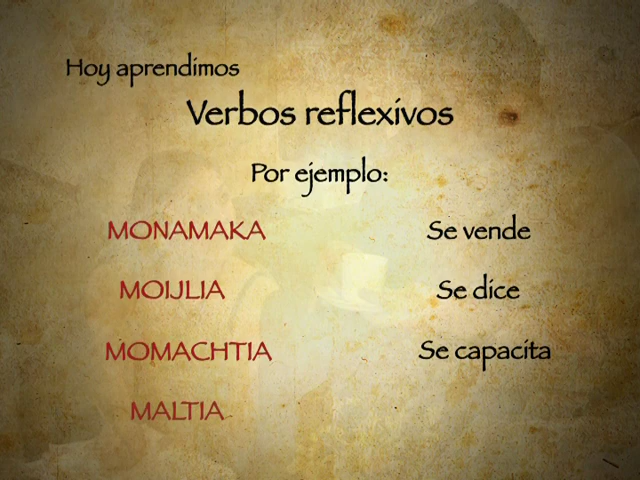 Hoy aprendimos
Verbos reflexivos
Por ejemplo:
MONAMAKA Se vende
MOIJLIA Se dice
MOMACHTIA Se capacita
MALTIA